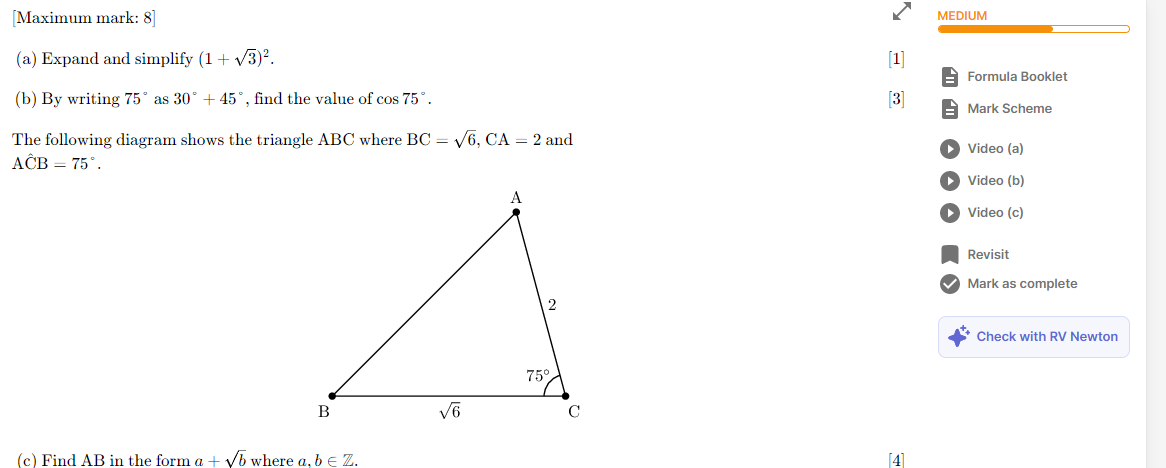 [Maximum mark: 8]
(a) Expand and simplify (1 + √3)².
[1]
(b) By writing 75° as 30° + 45°, find the value of cos 75°.
[3]
The following diagram shows the triangle ABC where BC = √6, CA = 2 and
AĈB = 75°.
A
2
75°
B
√6
C
(c) Find AB in the form a + √b where a, b ∈ ℤ.
[4]
MEDIUM
Formula Booklet
Mark Scheme
Video (a)
Video (b)
Video (c)
Revisit
Mark as complete
Check with RV Newton